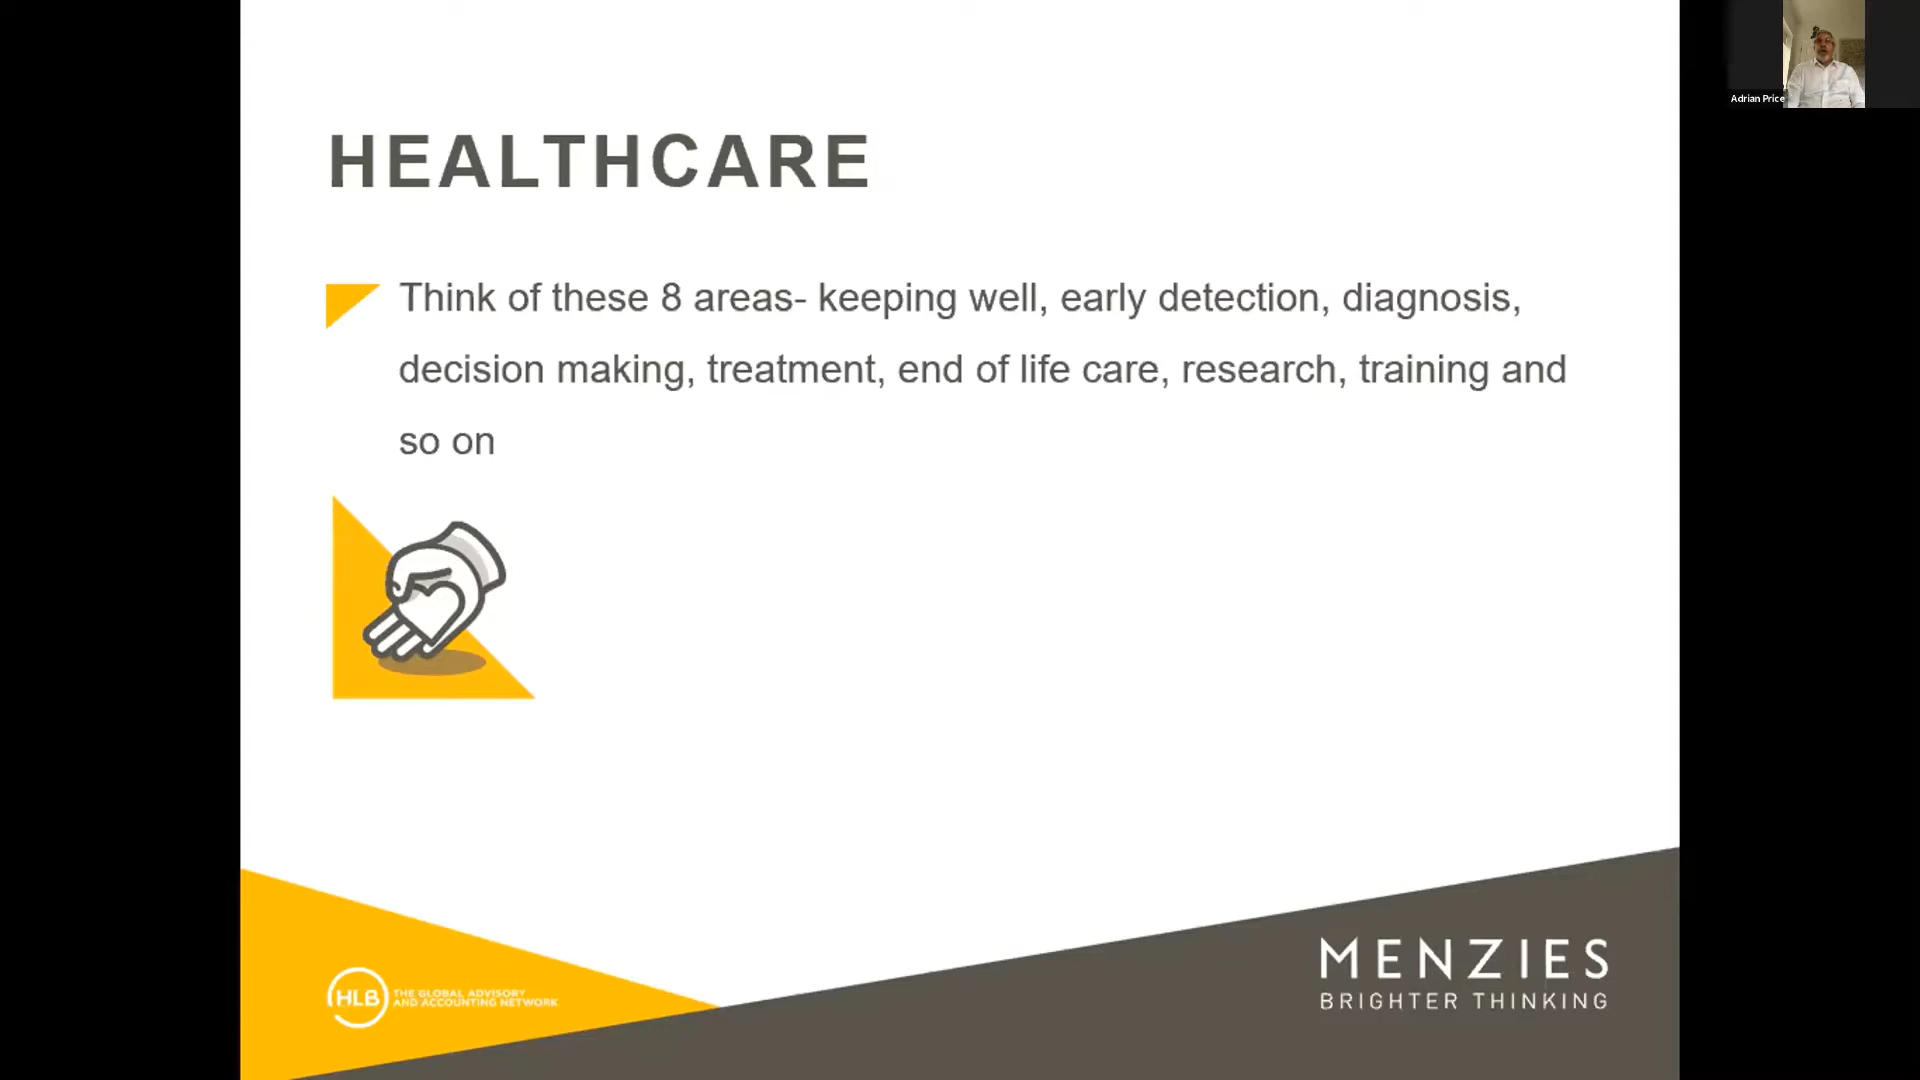 HEALTHCARE
Think of these 8 areas- keeping well, early detection, diagnosis,
decision making, treatment, end of life care, research, training and
so on
HLB
THE GLOBAL ADVISORY
AND ACCOUNTING NETWORK
MENZIES
BRIGHTER THINKING
Adrian Price